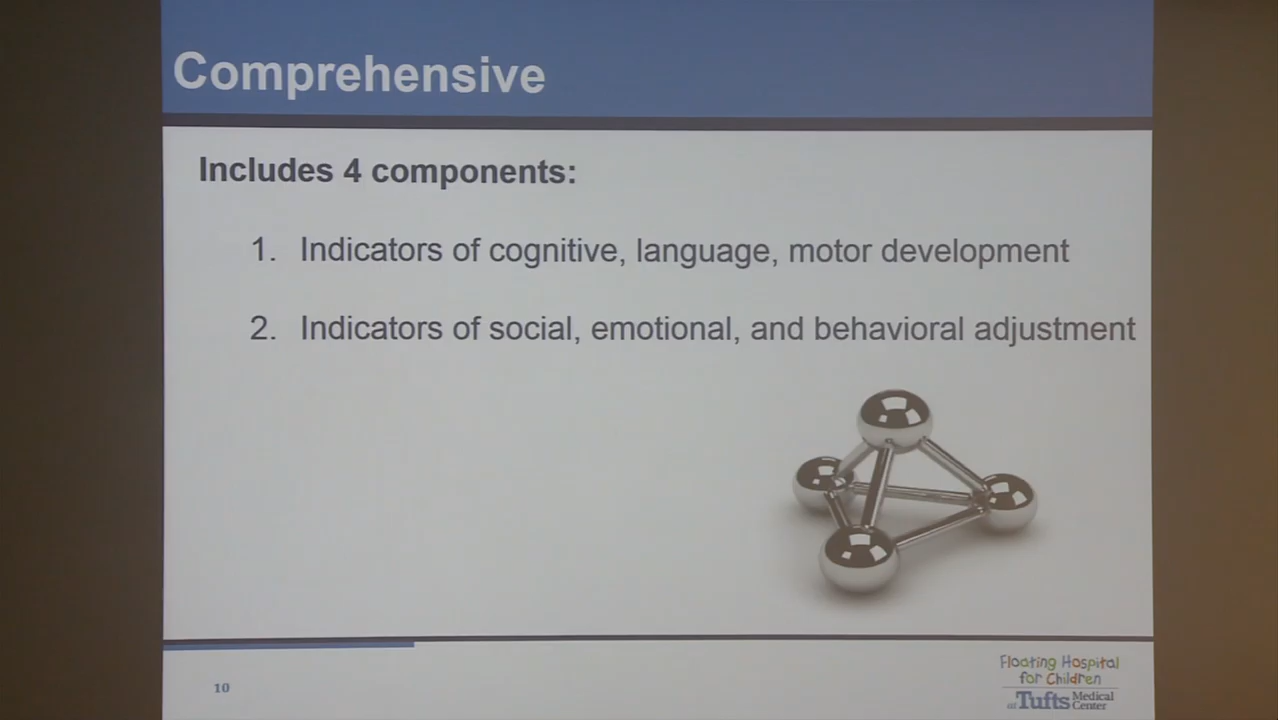 Comprehensive
Includes 4 components:
1. Indicators of cognitive, language, motor development
2. Indicators of social, emotional, and behavioral adjustment
10
Floating Hospital
for Children
at Tufts Medical
Center